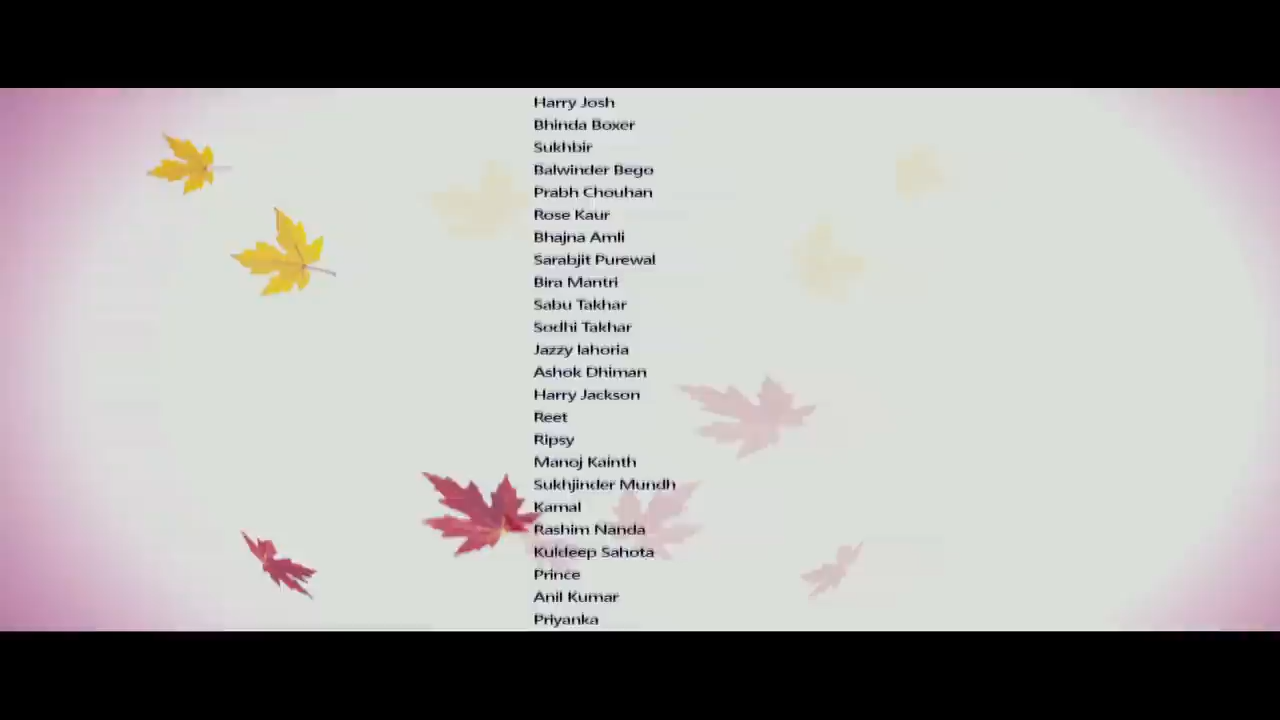 Harry Josh
Bhinda Boxer
Sukhbir
Balwinder Bego
Prabh Chouhan
Rose Kaur
Bhajna Amli
Sarabjit Purewal
Bira Mantri
Sabu Takhar
Sodhi Takhar
Jazzy lahoria
Ashok Dhiman
Harry Jackson
Reet
Ripsy
Manoj Kainth
Sukhjinder Mundh
Kamal
Rashim Nanda
Kuldeep Sahota
Prince
Anil Kumar
Priyanka